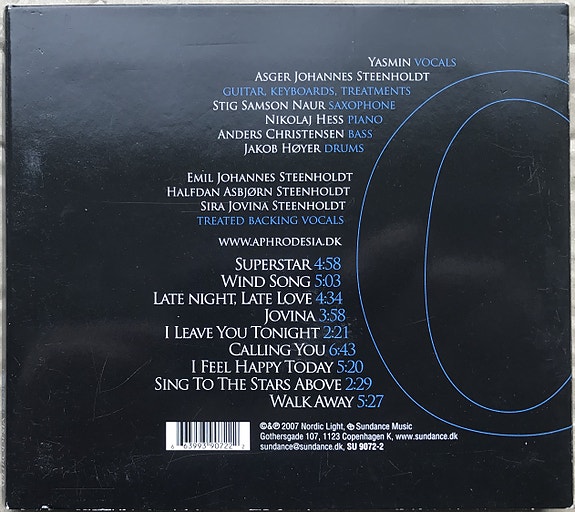 YASMIN VOCALS
ASGER JOHANNES STEENHOLDT
GUITAR, KEYBOARDS, TREATMENTS
STIG SAMSON NAUR SAXOPHONE
NIKOLAJ HESS PIANO
ANDERS CHRISTENSEN BASS
JAKOB HØYER DRUMS
EMIL JOHANNES STEENHOLDT
HALFDAN ASBJØRN STEENHOLDT
SIRA JOVINA STEENHOLDT
TREATED BACKING VOCALS
WWW.APHRODESIA.DK
SUPERSTAR 4:58
WIND SONG 5:03
LATE NIGHT, LATE LOVE 4:34
JOVINA 3:58
I LEAVE YOU TONIGHT 2:21
CALLING YOU 6:43
I FEEL HAPPY TODAY 5:20
SING TO THE STARS ABOVE 2:29
WALK AWAY 5:27
©&℗ 2007 Nordic Light, Sundance Music
Gothersgade 107, 1123 Copenhagen K, www.sundance.dk
sundance@sundance.dk, SU 9072-2
6 63993 90722 2